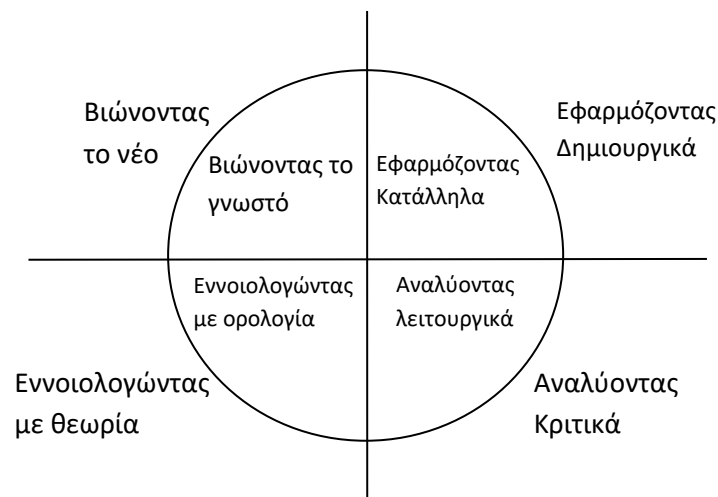 Βιώνοντας
το νέο
Βιώνοντας το
γνωστό
Εφαρμόζοντας
Κατάλληλα
Εφαρμόζοντας
Δημιουργικά
Εννοιολογώντας
με ορολογία
Αναλύοντας
λειτουργικά
Εννοιολογώντας
με θεωρία
Αναλύοντας
Κριτικά